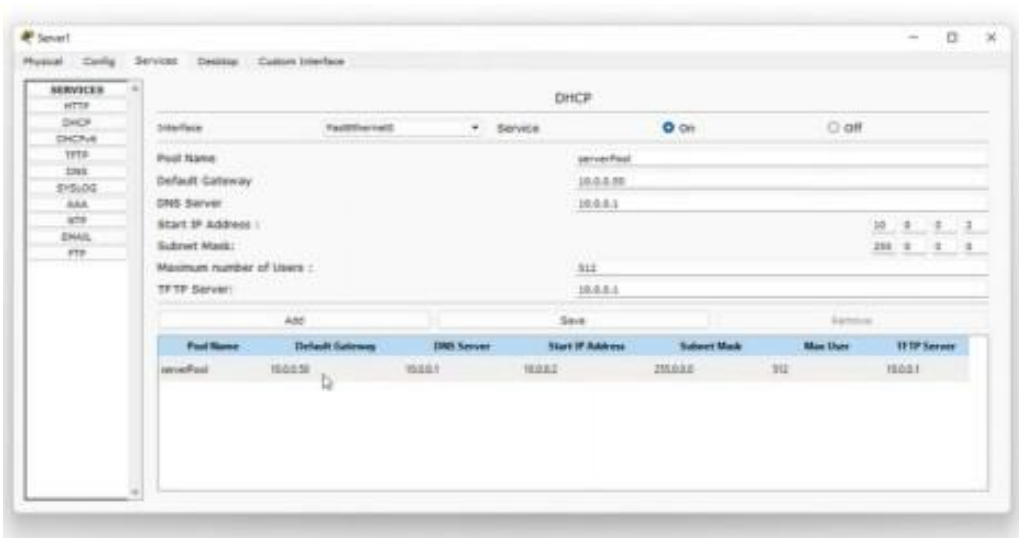 Server1
Physical Config Services Desktop Custom Interface
SERVICES
HTTP
DHCP
DHCPv6
TFTP
DNS
SYSLOG
AAA
NTP
EMAIL
FTP
DHCP
Interface FastEthernet0 Service On Off
Pool Name serverPool
Default Gateway 10.0.0.50
DNS Server 10.0.0.1
Start IP Address : 10 0 0 2
Subnet Mask: 255 0 0 0
Maximum number of Users : 512
TFTP Server: 10.0.0.1
Add Save Remove
Pool Name Default Gateway DNS Server Start IP Address Subnet Mask Max User TFTP Server
serverPool 10.0.0.50 10.0.0.1 10.0.0.2 255.0.0.0 512 10.0.0.1